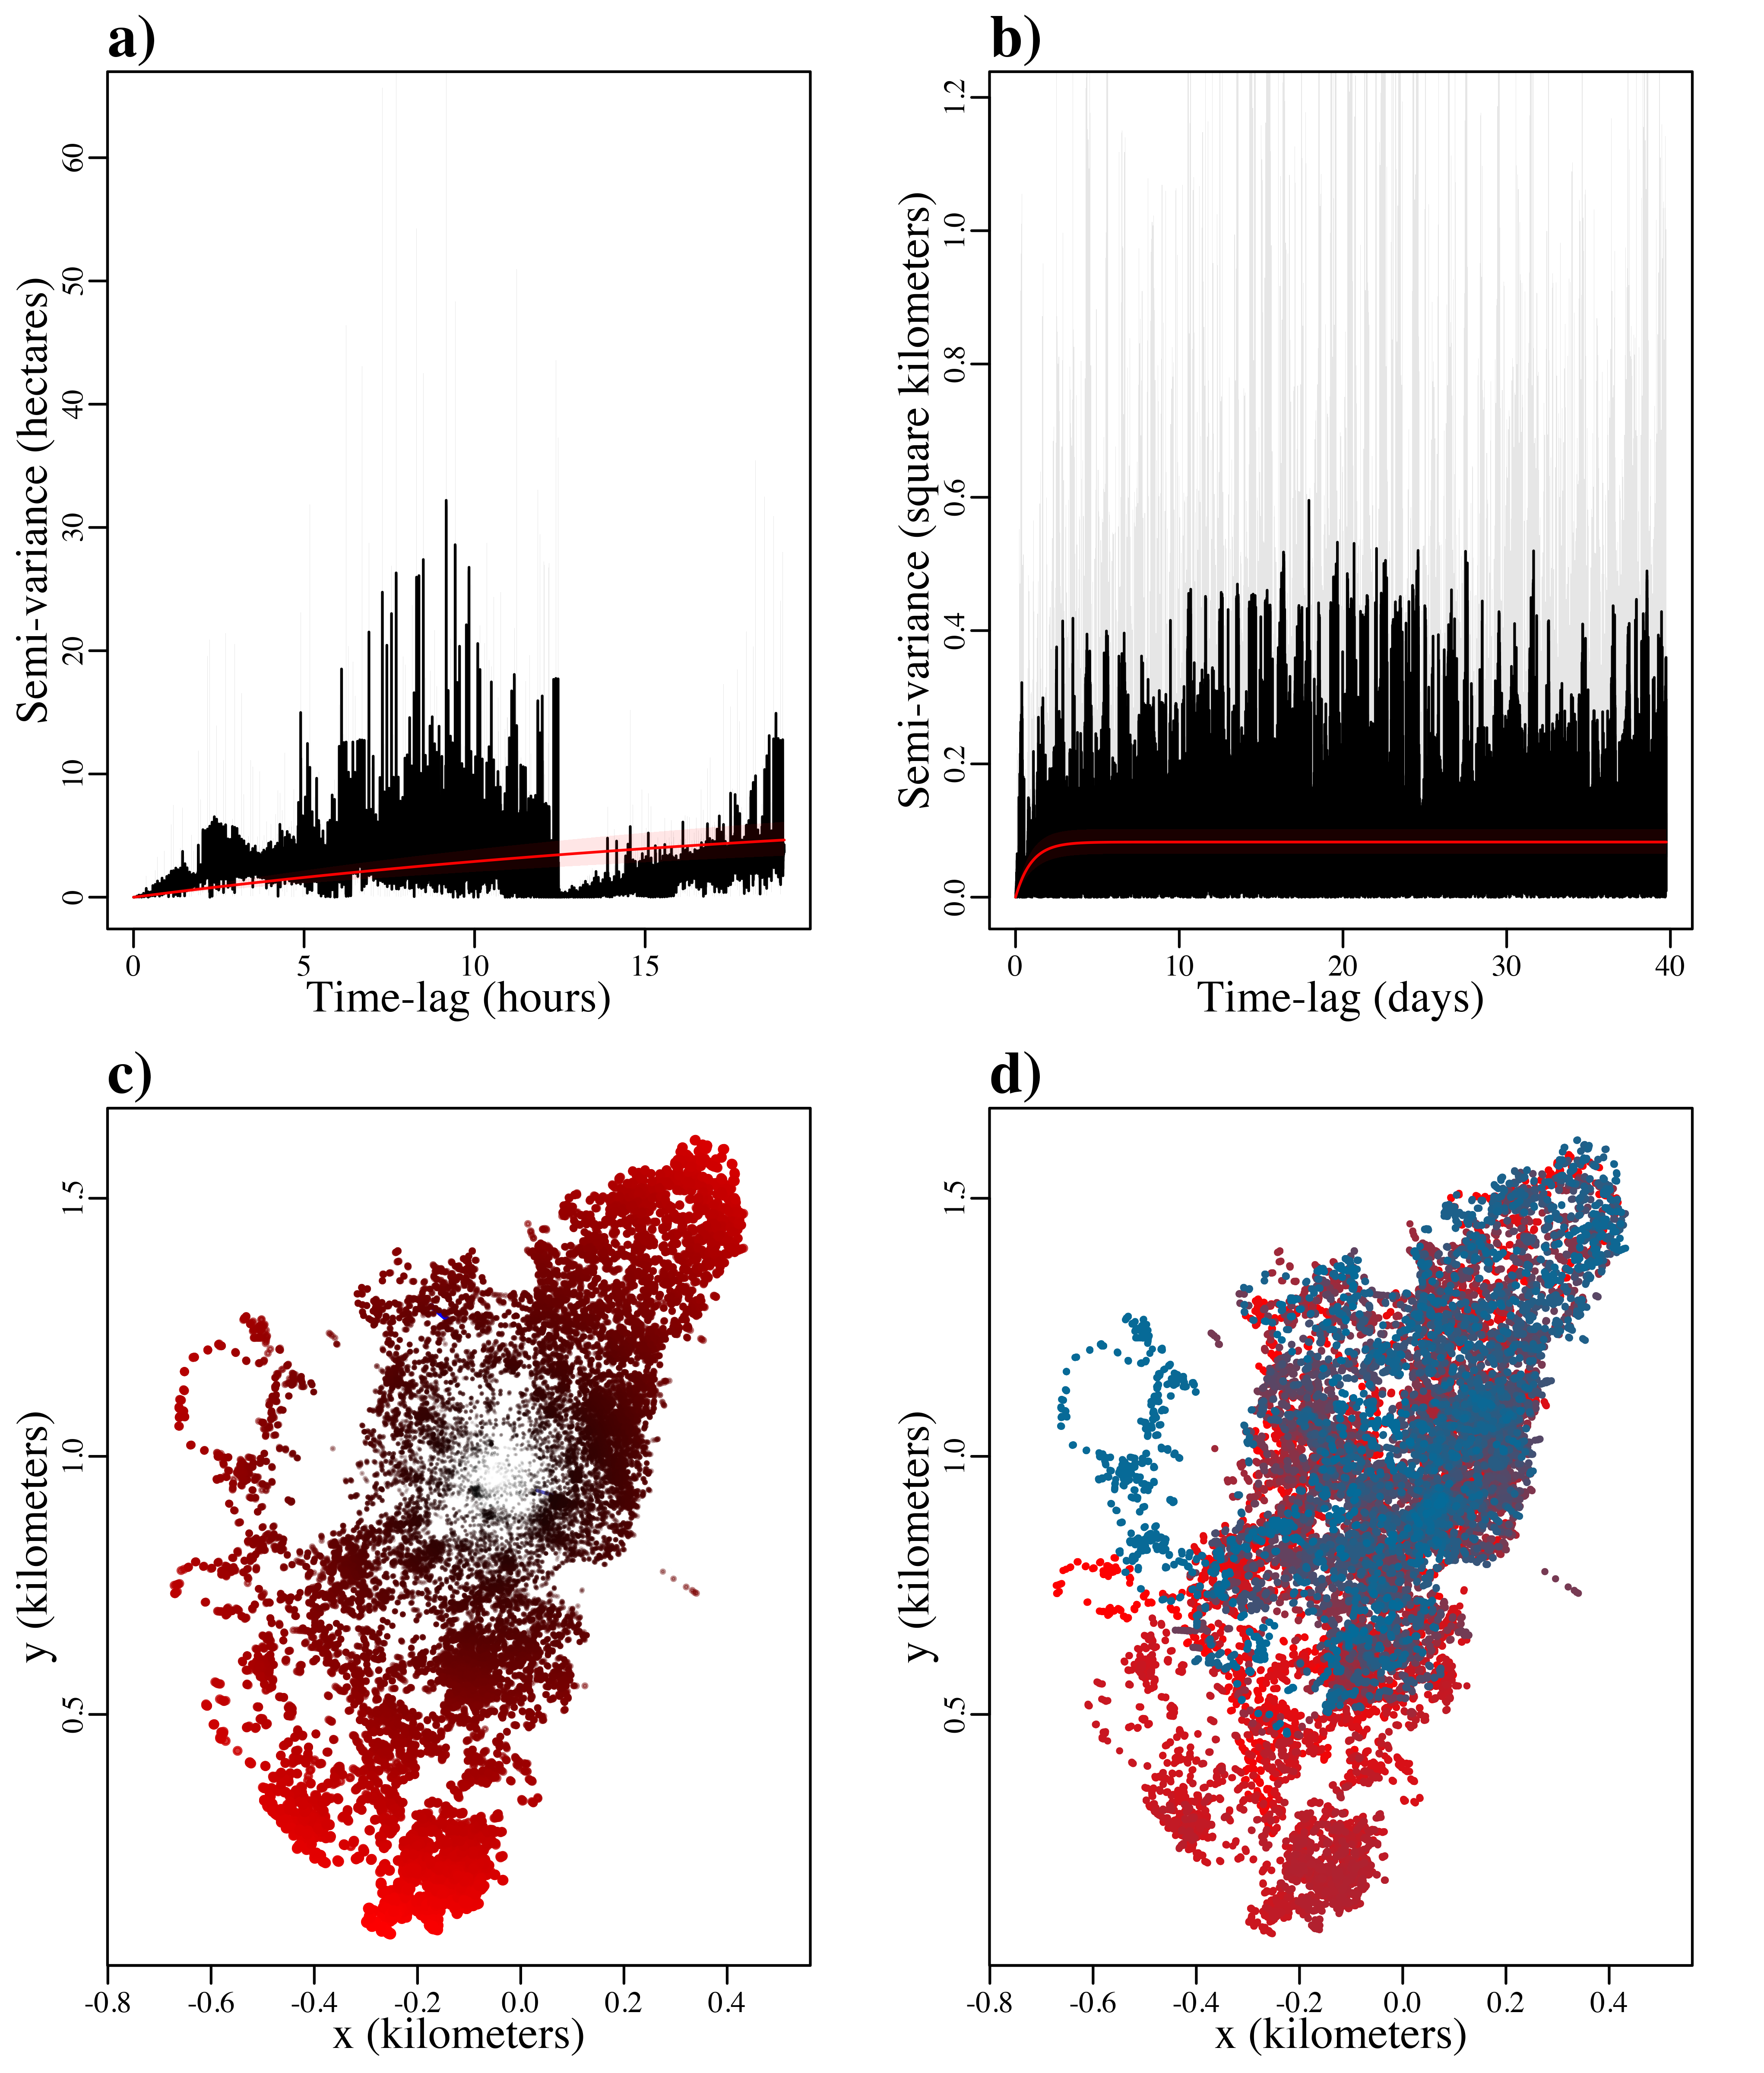 a)
Semi-variance (hectares)
0 10 20 30 40 50 60
0 5 10 15
Time-lag (hours)
b)
Semi-variance (square kilometers)
0.0 0.2 0.4 0.6 0.8 1.0 1.2
0 10 20 30 40
Time-lag (days)
c)
y (kilometers)
0.5 1.0 1.5
-0.8 -0.6 -0.4 -0.2 0.0 0.2 0.4
x (kilometers)
d)
y (kilometers)
0.5 1.0 1.5
-0.8 -0.6 -0.4 -0.2 0.0 0.2 0.4
x (kilometers)